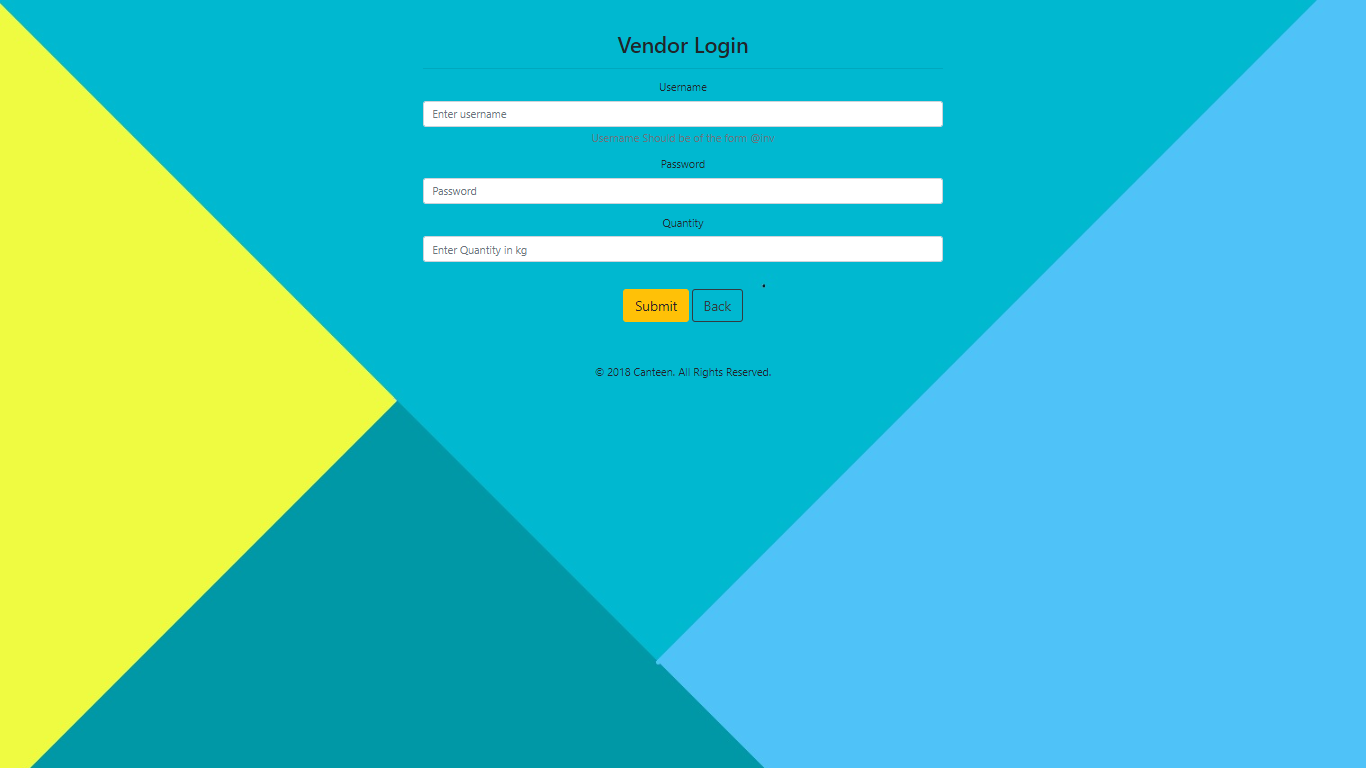 Vendor Login
Username
Enter username
Username Should be of the form @inv
Password
Password
Quantity
Enter Quantity in kg
Submit Back
© 2018 Canteen. All Rights Reserved.